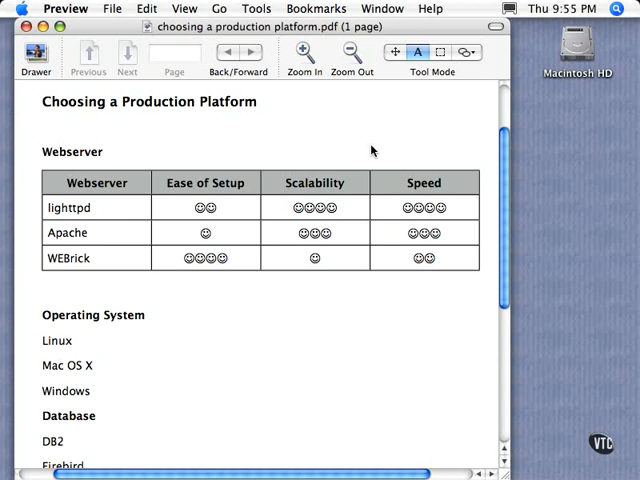 Preview File Edit View Go Tools Bookmarks Window Help Thu 9:55 PM
choosing a production platform.pdf (1 page)
Drawer Previous Next Page Back/Forward Zoom In Zoom Out Tool Mode
A
Macintosh HD
Choosing a Production Platform
Webserver
Webserver Ease of Setup Scalability Speed
lighttpd ☺☺ ☺☺☺☺ ☺☺☺☺
Apache ☺ ☺☺☺ ☺☺☺
WEBrick ☺☺☺☺ ☺ ☺☺
Operating System
Linux
Mac OS X
Windows
Database
DB2
Firebird
VTC